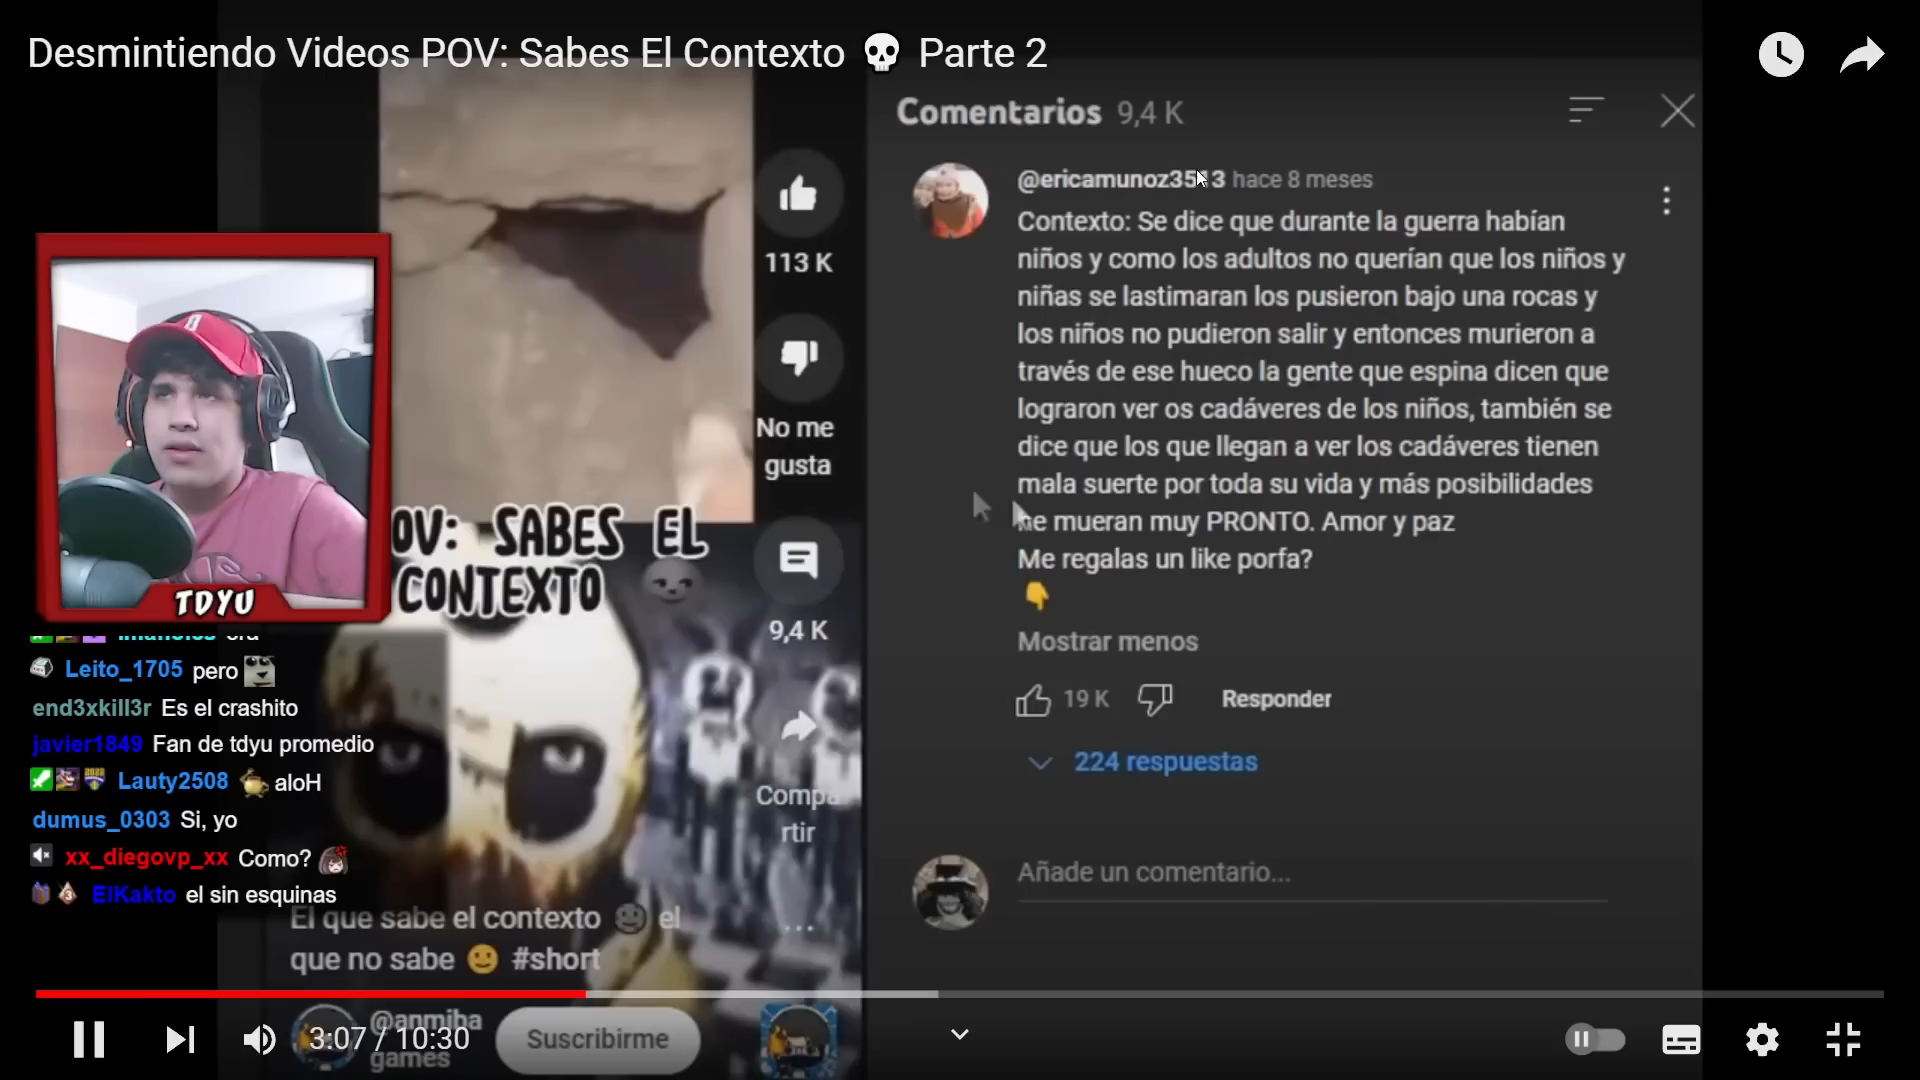 Desmintiendo Videos POV: Sabes El Contexto 💀 Parte 2
Comentarios 9,4 K
@ericamunoz3513 hace 8 meses
Contexto: Se dice que durante la guerra habían
niños y como los adultos no querían que los niños y
niñas se lastimaran los pusieron bajo una rocas y
los niños no pudieron salir y entonces murieron a
través de ese hueco la gente que espina dicen que
lograron ver os cadáveres de los niños, también se
dice que los que llegan a ver los cadáveres tienen
mala suerte por toda su vida y más posibilidades
mueran muy PRONTO. Amor y paz
Me regalas un like porfa?
👇
Mostrar menos
19 K Responder
224 respuestas
Añade un comentario...
113 K
No me
gusta
9,4 K
Compa
rtir
OV: SABES EL
CONTEXTO
TDYU
Leito_1705 pero
end3xkill3r Es el crashito
javier1849 Fan de tdyu promedio
Lauty2508 aloH
dumus_0303 Si, yo
xx_diegovp_xx Como?
ElKakto el sin esquinas
El que sabe el contexto 🌚 el
que no sabe 🙂 #short
@anmiba
games
Suscribirme
3:07 / 10:30